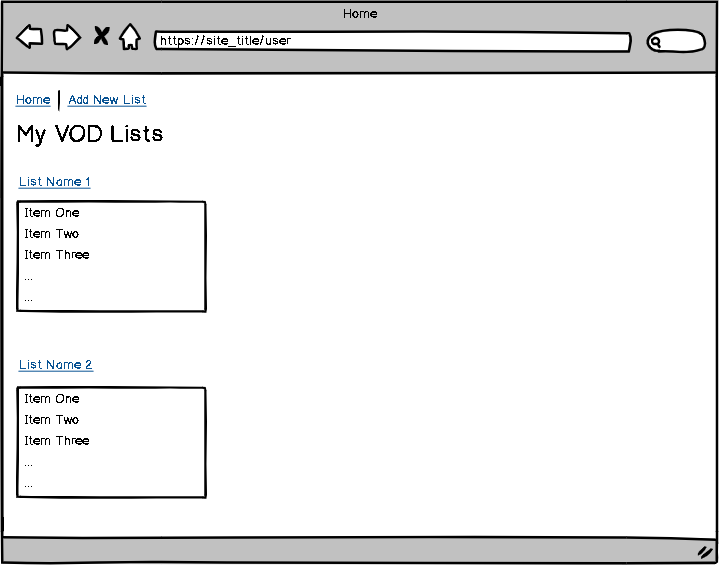 Home
https://site_title/user
Home | Add New List
My VOD Lists
List Name 1
Item One
Item Two
Item Three
...
...
List Name 2
Item One
Item Two
Item Three
...
...